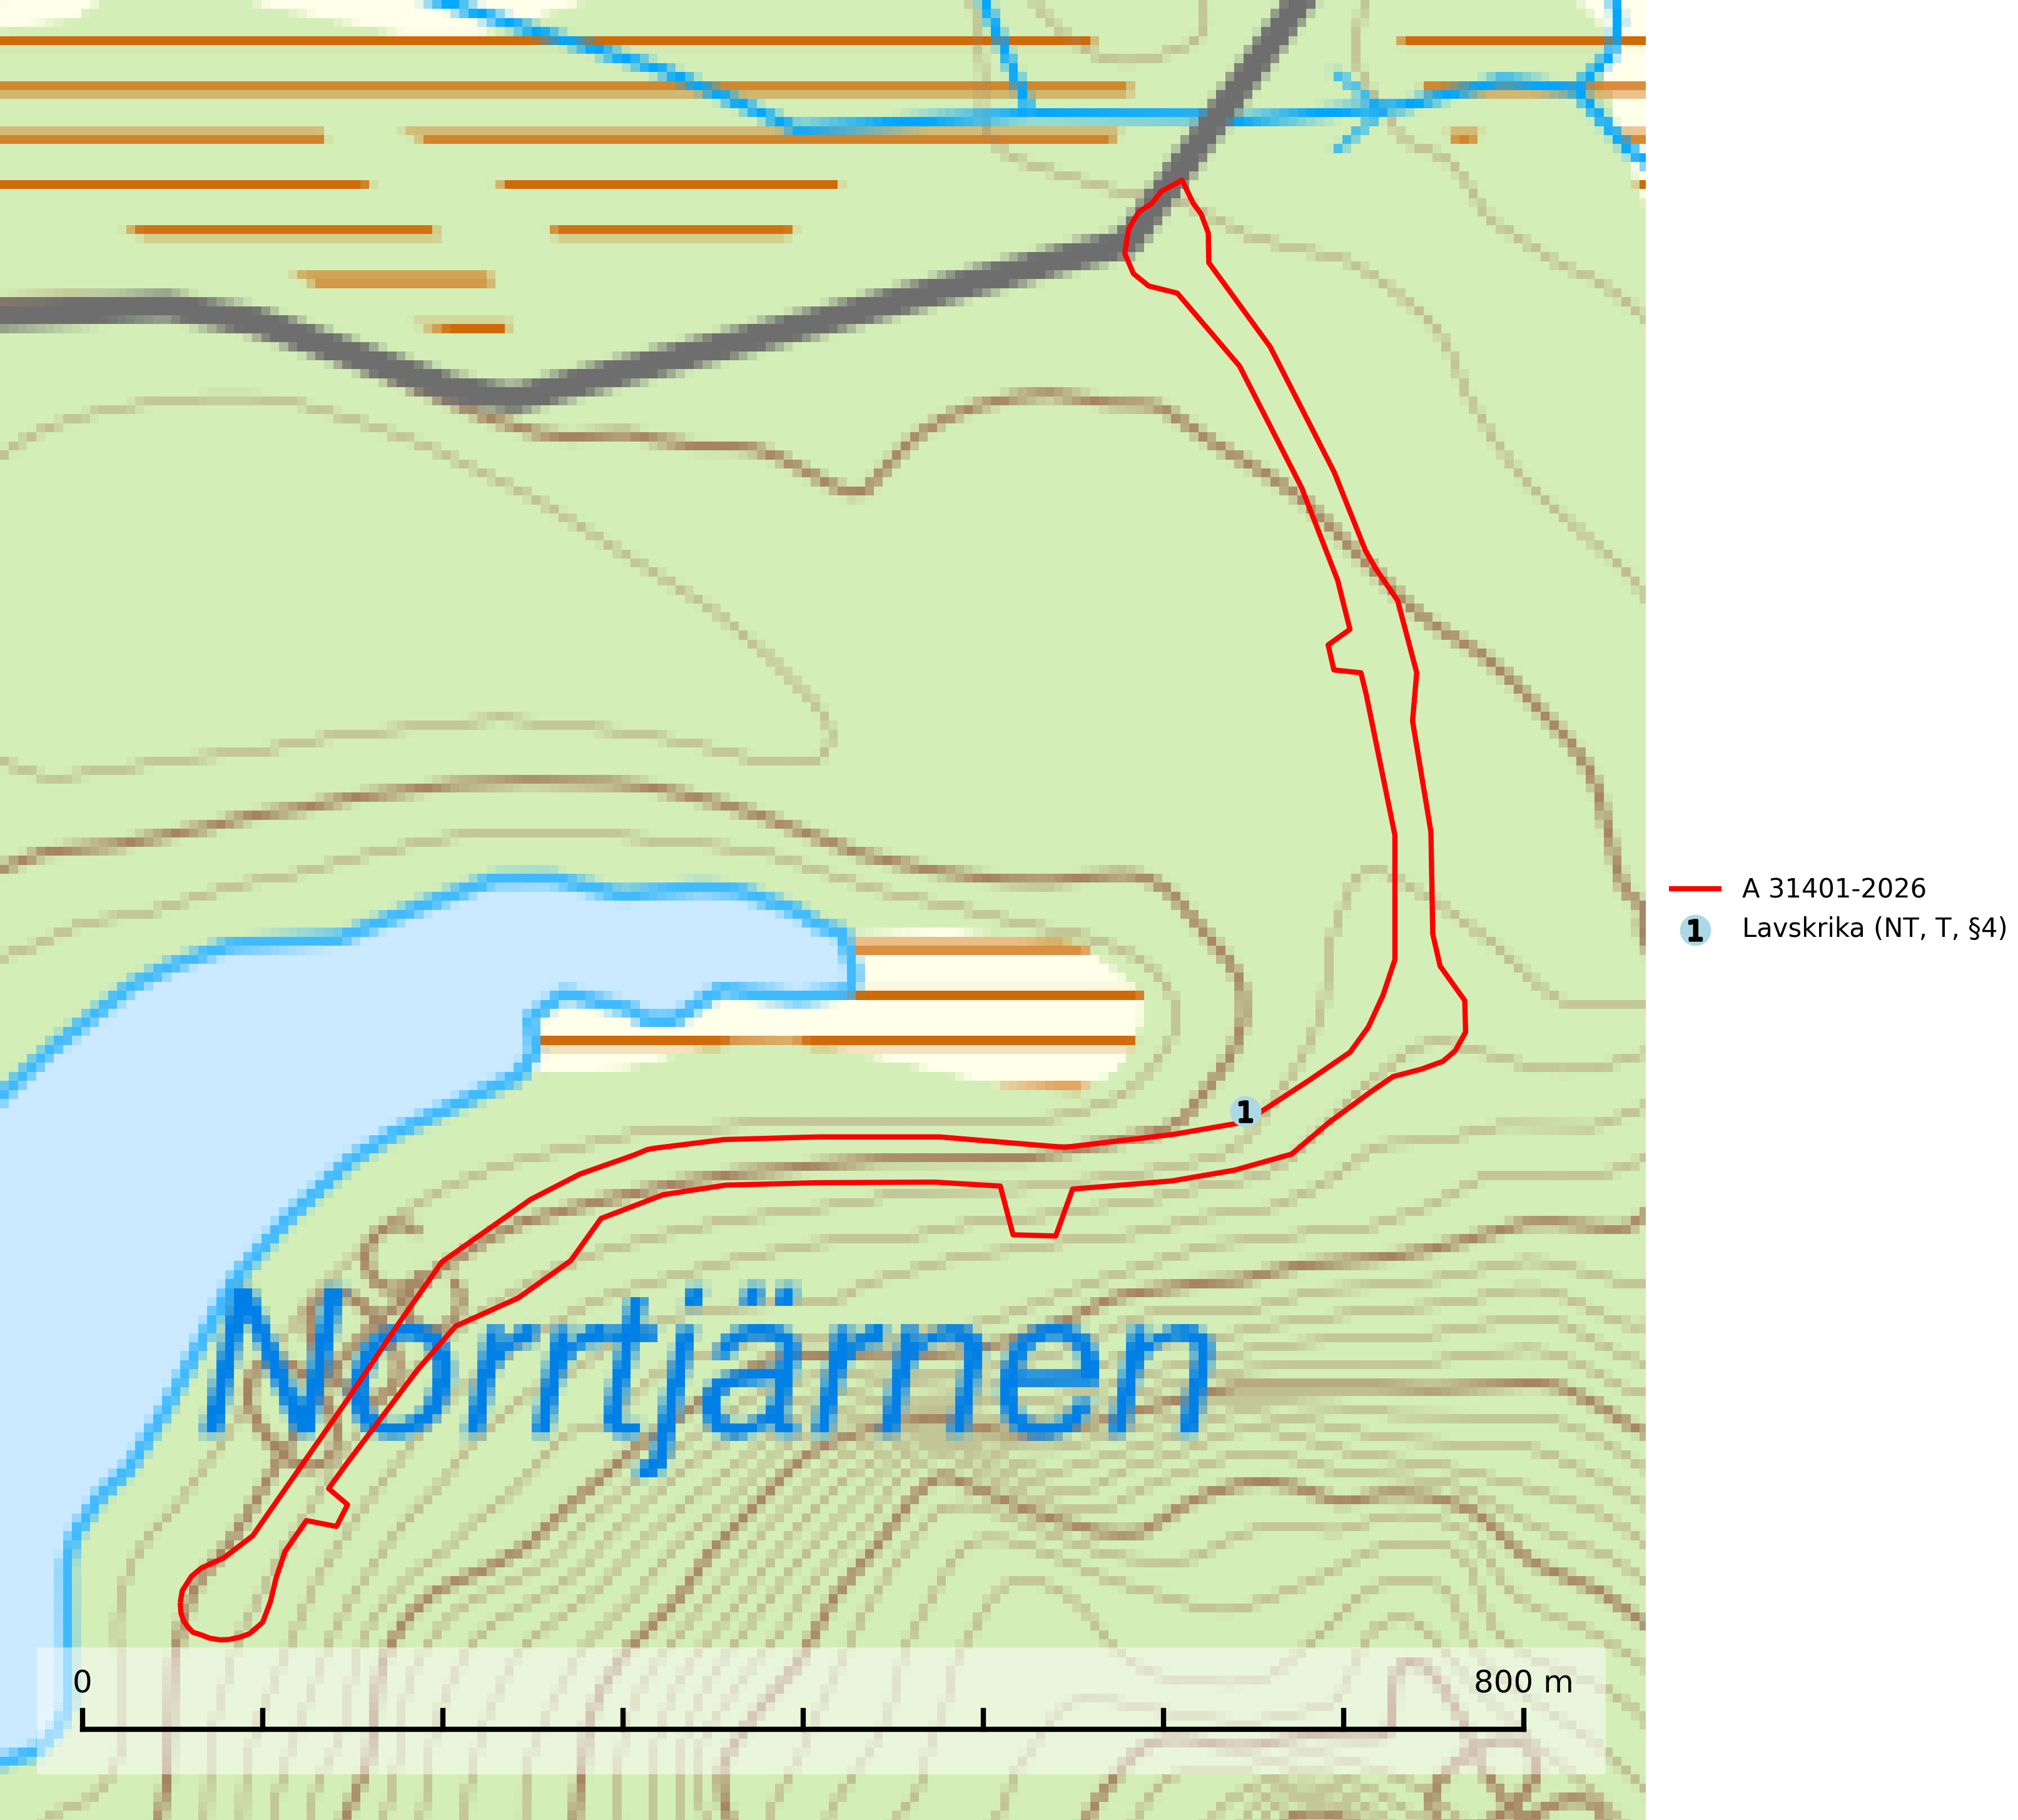 A 31401-2026
1 Lavskrika (NT, T, §4)
1
Norrtjärnen
0 800 m